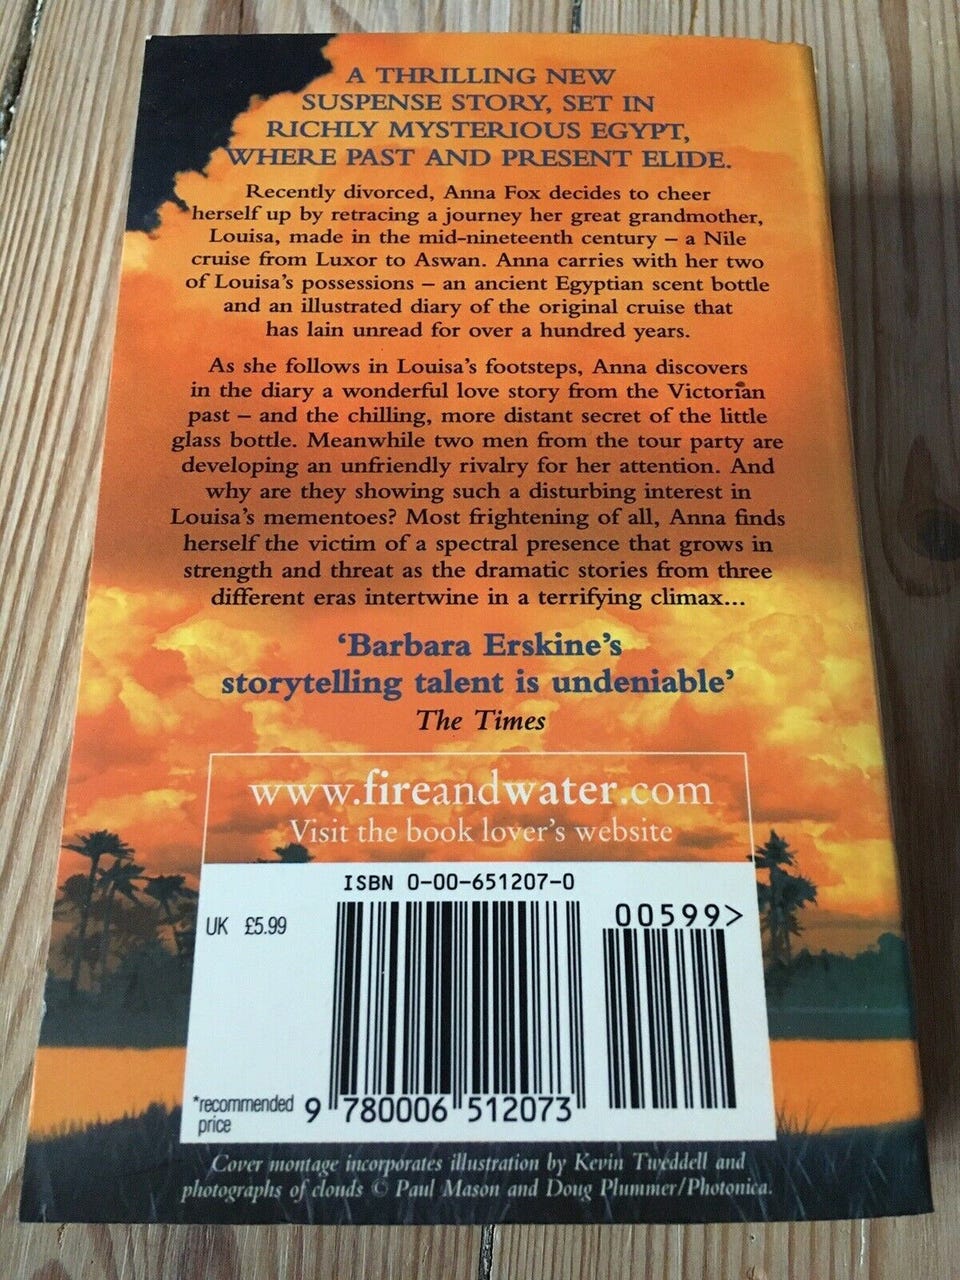 A THRILLING NEW
SUSPENSE STORY, SET IN
RICHLY MYSTERIOUS EGYPT,
WHERE PAST AND PRESENT ELIDE.
Recently divorced, Anna Fox decides to cheer
herself up by retracing a journey her great grandmother,
Louisa, made in the mid-nineteenth century – a Nile
cruise from Luxor to Aswan. Anna carries with her two
of Louisa's possessions – an ancient Egyptian scent bottle
and an illustrated diary of the original cruise that
has lain unread for over a hundred years.
As she follows in Louisa's footsteps, Anna discovers
in the diary a wonderful love story from the Victorian
past – and the chilling, more distant secret of the little
glass bottle. Meanwhile two men from the tour party are
developing an unfriendly rivalry for her attention. And
why are they showing such a disturbing interest in
Louisa's mementoes? Most frightening of all, Anna finds
herself the victim of a spectral presence that grows in
strength and threat as the dramatic stories from three
different eras intertwine in a terrifying climax...
'Barbara Erskine's
storytelling talent is undeniable'
The Times
www.fireandwater.com
Visit the book lover's website
ISBN 0-00-651207-0
00599>
UK £5.99
*recommended
price
9 780006 512073
Cover montage incorporates illustration by Kevin Tweddell and
photographs of clouds © Paul Mason and Doug Plummer/Photonica.